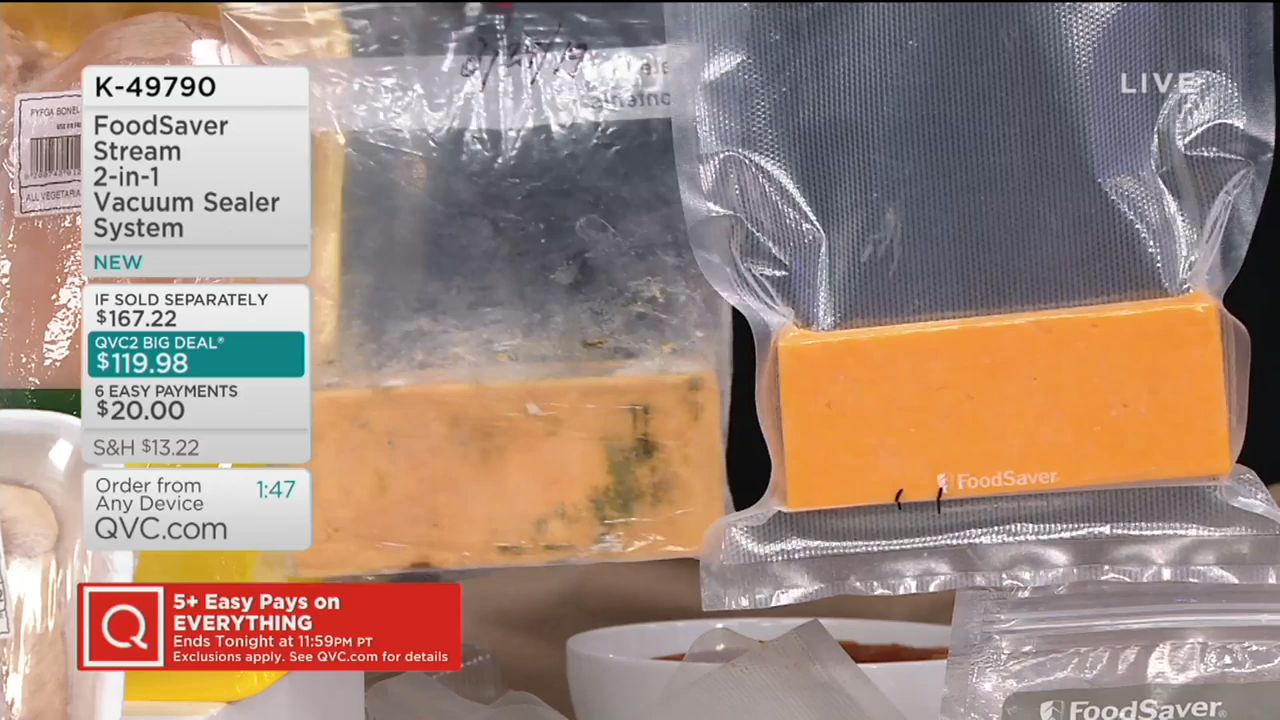 K-49790
FoodSaver
Stream
2-in-1
Vacuum Sealer
System
NEW
IF SOLD SEPARATELY
$167.22
QVC2 BIG DEAL®
$119.98
6 EASY PAYMENTS
$20.00
S&H $13.22
Order from
Any Device
1:47
QVC.com
5+ Easy Pays on
EVERYTHING
Ends Tonight at 11:59PM PT
Exclusions apply. See QVC.com for details
LIVE
ALL VEGETARIA
FoodSaver
FoodSaver